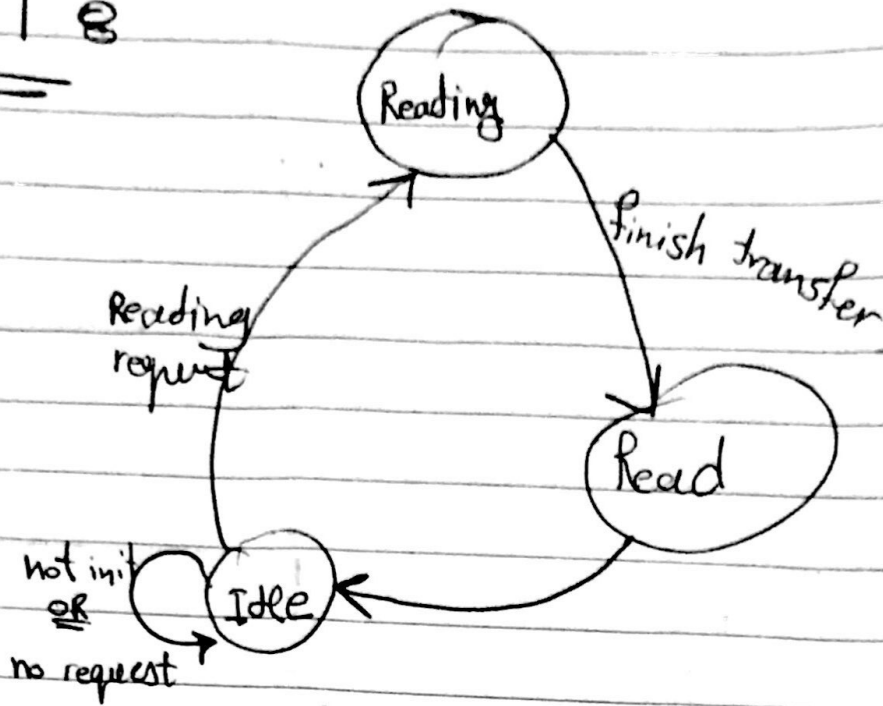 Reading
finish transfer
Reading
request
Read
not init
OR
Idle
no request